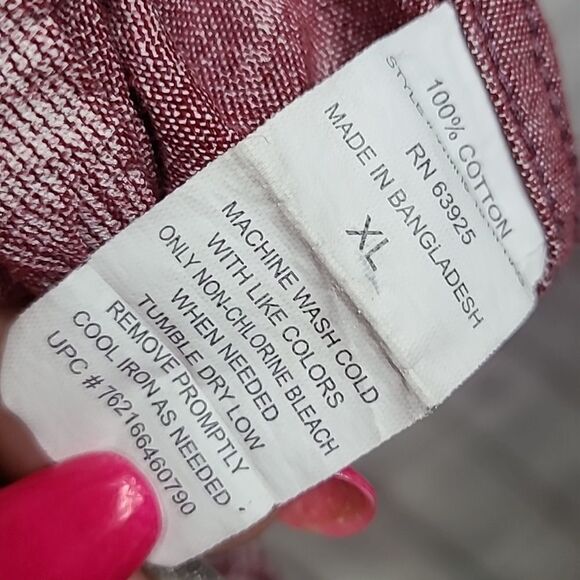 100% COTTON
STYLE
RN 63925
MADE IN BANGLADESH
XL
MACHINE WASH COLD
WITH LIKE COLORS
ONLY NON-CHLORINE BLEACH
WHEN NEEDED
TUMBLE DRY LOW
REMOVE PROMPTLY
COOL IRON AS NEEDED
UPC # 762166460790